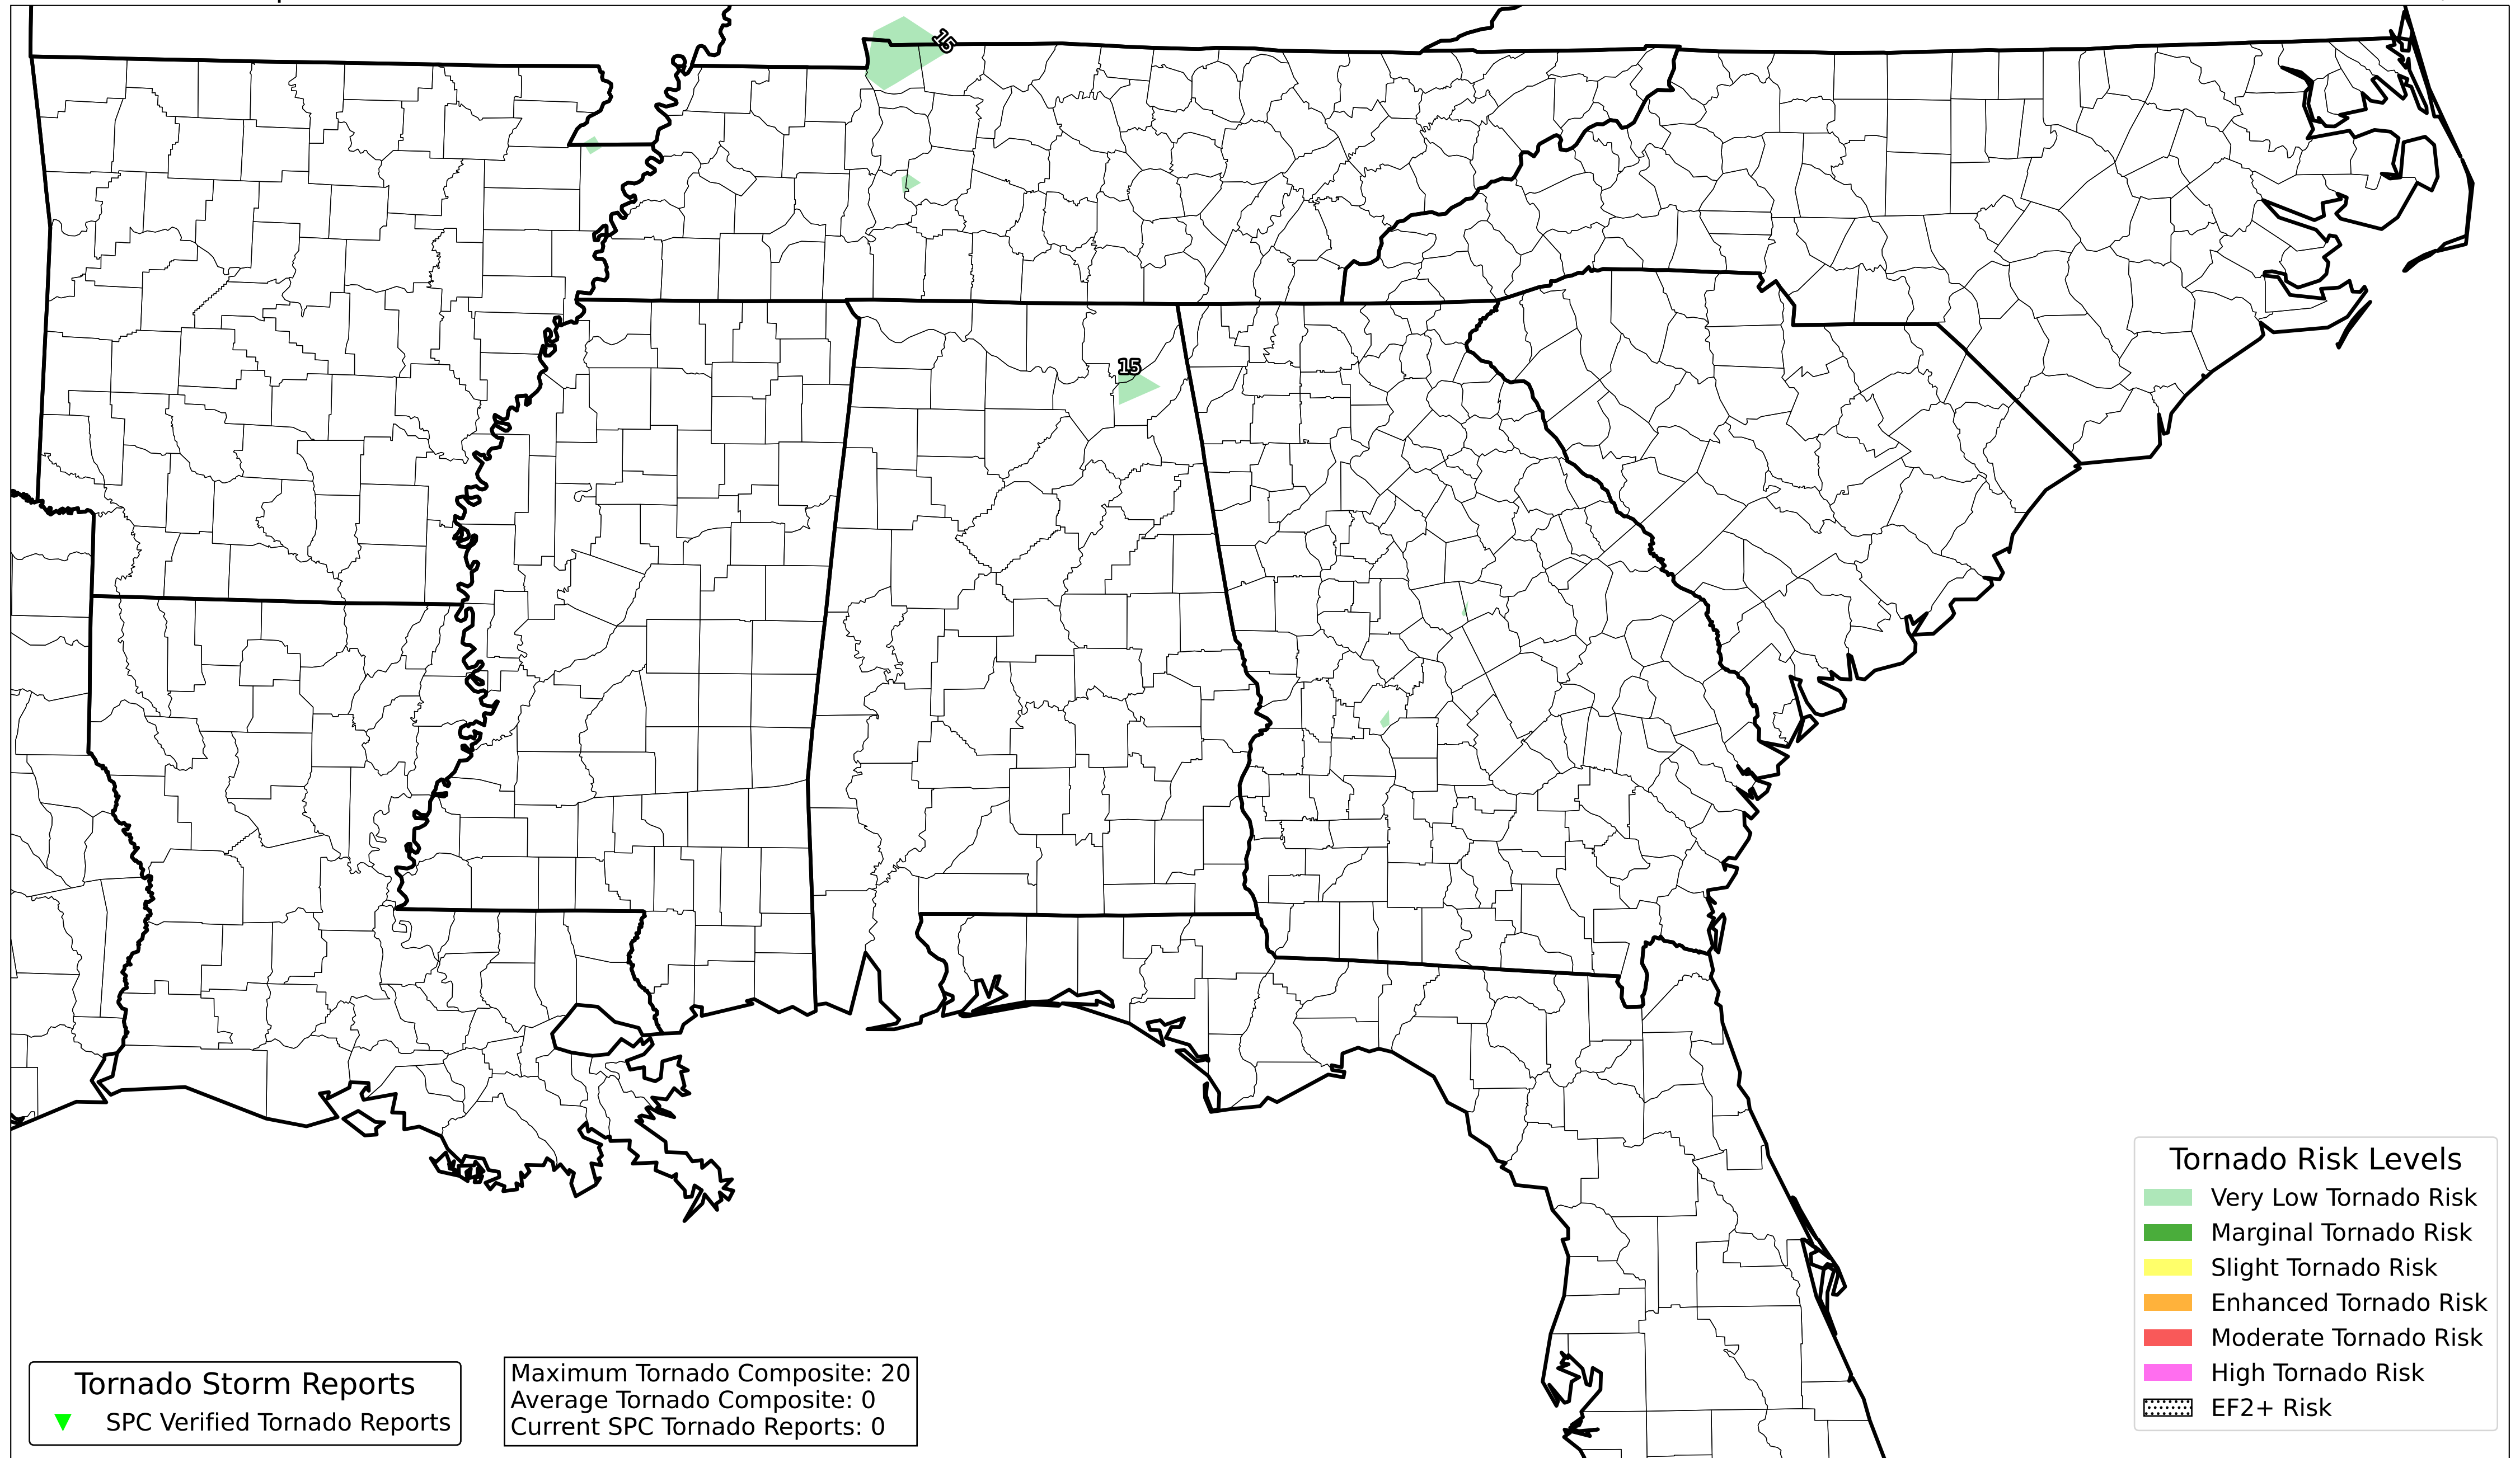 15
15
Tornado Risk Levels
Very Low Tornado Risk
Marginal Tornado Risk
Slight Tornado Risk
Enhanced Tornado Risk
Moderate Tornado Risk
High Tornado Risk
EF2+ Risk
Tornado Storm Reports
SPC Verified Tornado Reports
Maximum Tornado Composite: 20
Average Tornado Composite: 0
Current SPC Tornado Reports: 0